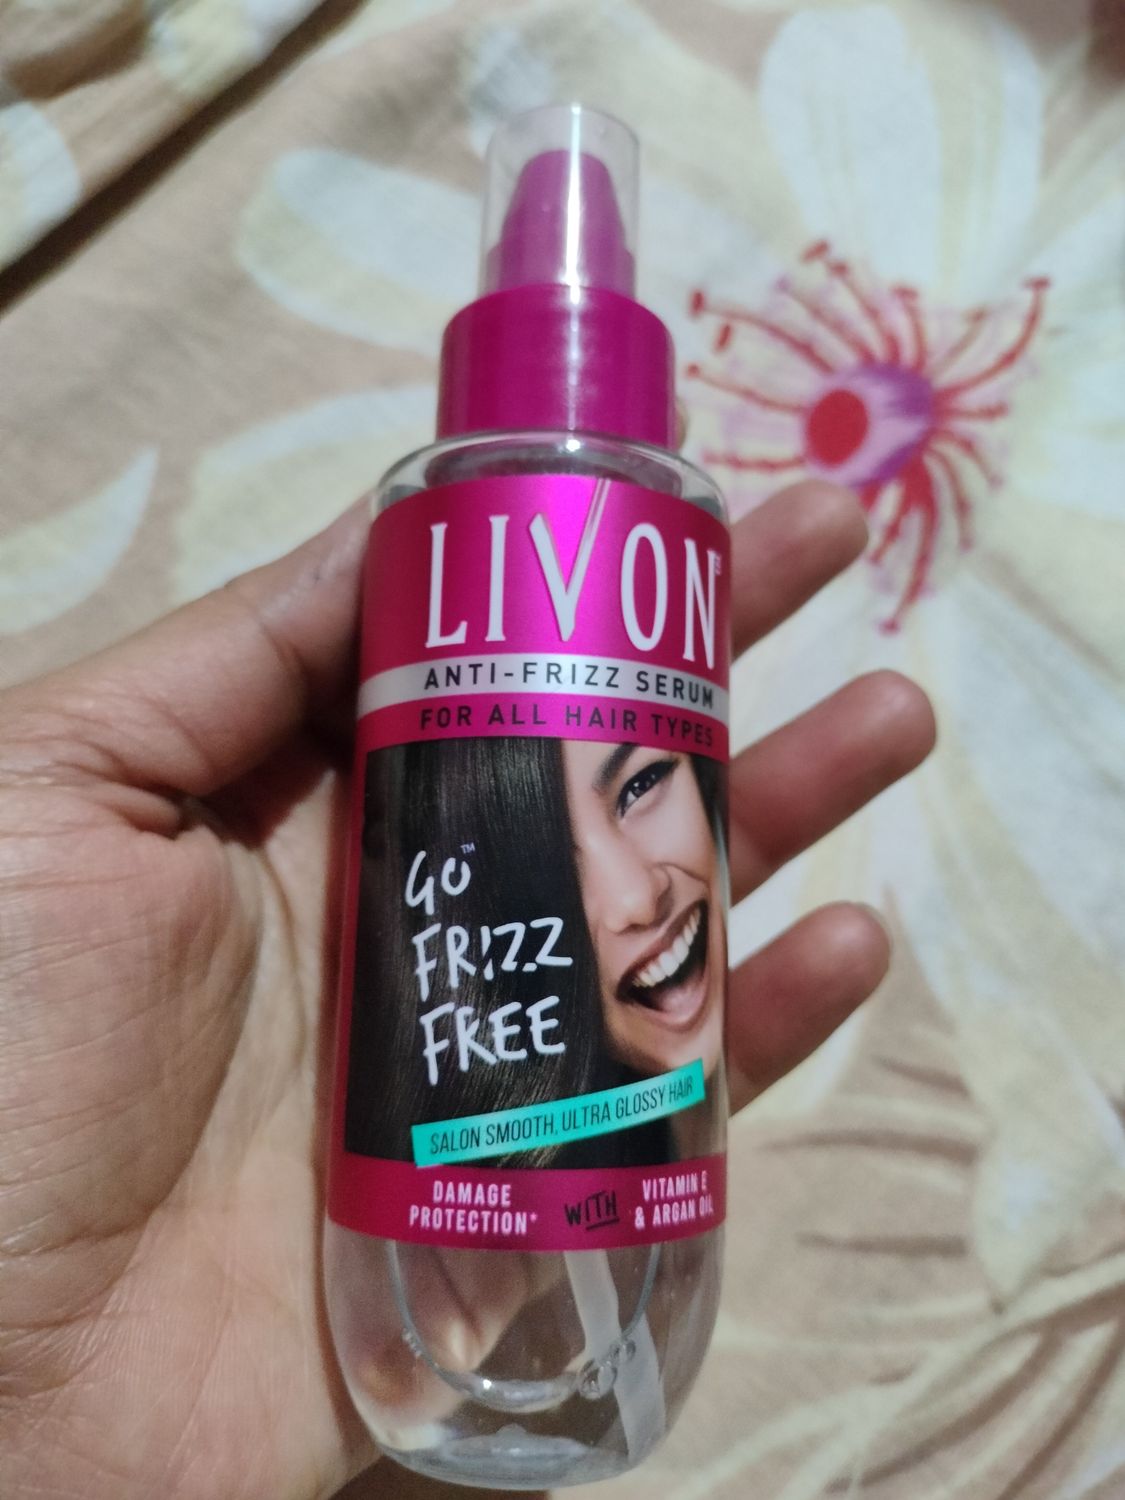 LIVON
ANTI-FRIZZ SERUM
FOR ALL HAIR TYPES
GO™
FRIZZ
FREE
SALON SMOOTH, ULTRA GLOSSY HAIR
DAMAGE
PROTECTION*
WITH
VITAMIN E
& ARGAN OIL